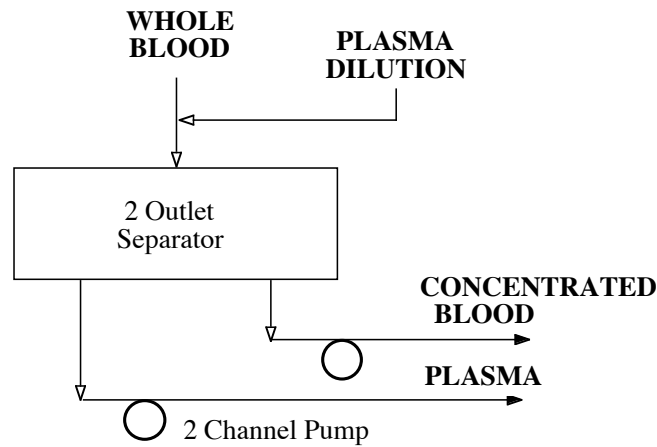 WHOLE
BLOOD
PLASMA
DILUTION
2 Outlet
Separator
CONCENTRATED
BLOOD
PLASMA
2 Channel Pump